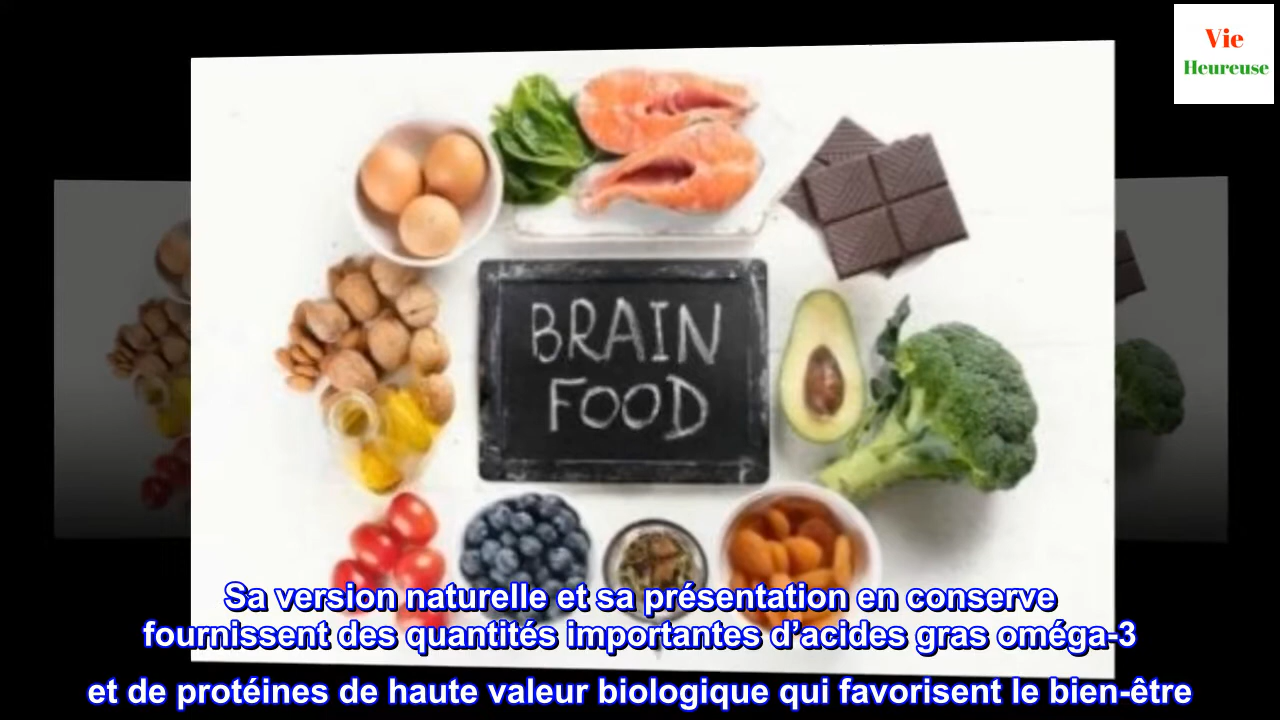 Vie
Heureuse
BRAIN
FOOD
Sa version naturelle et sa présentation en conserve
fournissent des quantités importantes d’acides gras oméga-3
et de protéines de haute valeur biologique qui favorisent le bien-être